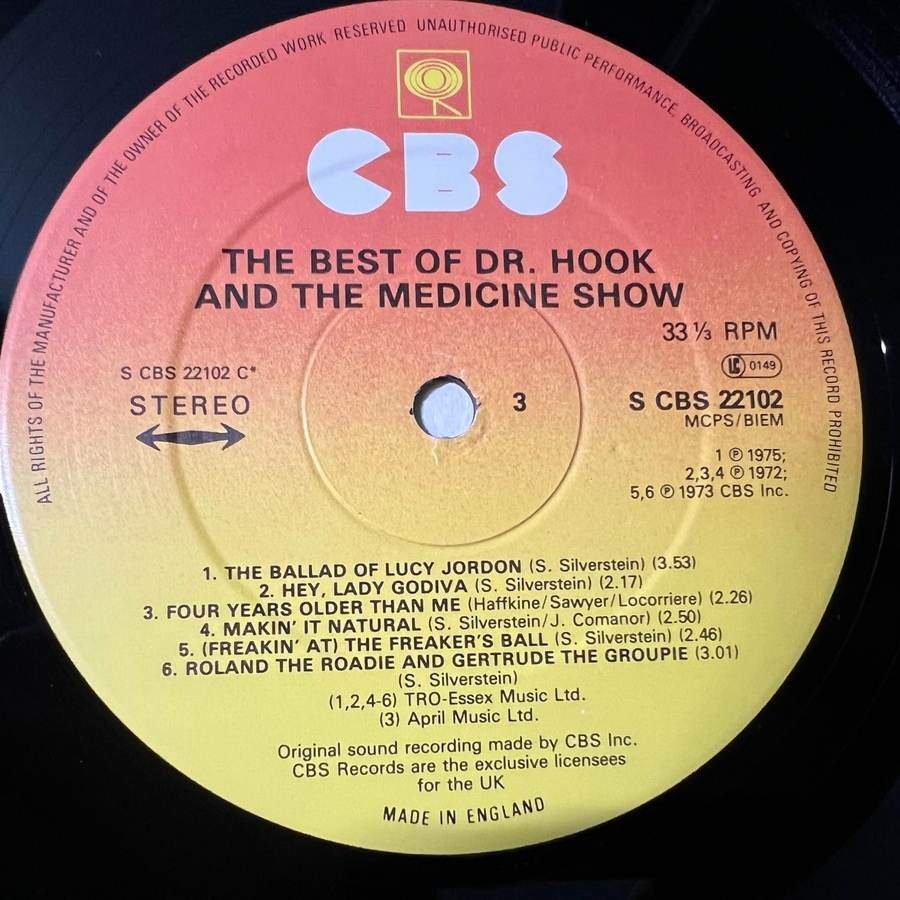 ALL RIGHTS OF THE MANUFACTURER AND OF THE OWNER OF THE RECORDED WORK RESERVED UNAUTHORISED PUBLIC PERFORMANCE, BROADCASTING AND COPYING OF THIS RECORD PROHIBITED
CBS
THE BEST OF DR. HOOK
AND THE MEDICINE SHOW
33⅓ RPM
LC 0149
S CBS 22102 C*
STEREO
3
S CBS 22102
MCPS/BIEM
1 ℗ 1975;
2,3,4 ℗ 1972;
5,6 ℗ 1973 CBS Inc.
1. THE BALLAD OF LUCY JORDON (S. Silverstein) (3.53)
2. HEY, LADY GODIVA (S. Silverstein) (2.17)
3. FOUR YEARS OLDER THAN ME (Haffkine/Sawyer/Locorriere) (2.26)
4. MAKIN' IT NATURAL (S. Silverstein/J. Comanor) (2.50)
5. (FREAKIN' AT) THE FREAKER'S BALL (S. Silverstein) (2.46)
6. ROLAND THE ROADIE AND GERTRUDE THE GROUPIE (3.01)
(S. Silverstein)
(1,2,4-6) TRO-Essex Music Ltd.
(3) April Music Ltd.
Original sound recording made by CBS Inc.
CBS Records are the exclusive licensees
for the UK
MADE IN ENGLAND